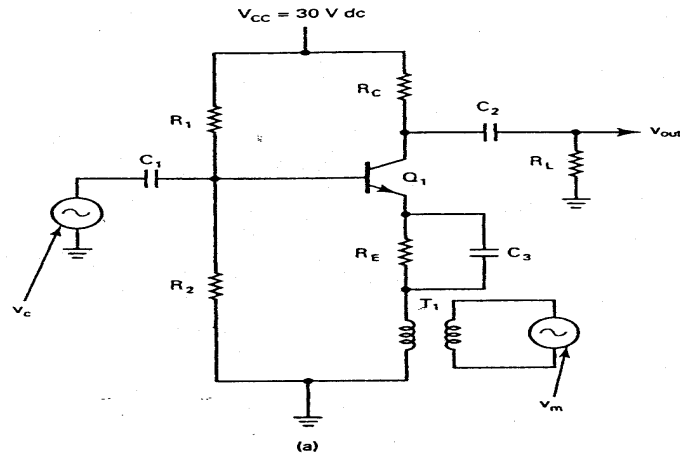 V_CC = 30 V dc
R_C
R_1
C_2
v_out
C_1
R_L
Q_1
R_E
C_3
R_2
T_1
v_c
v_m
(a)